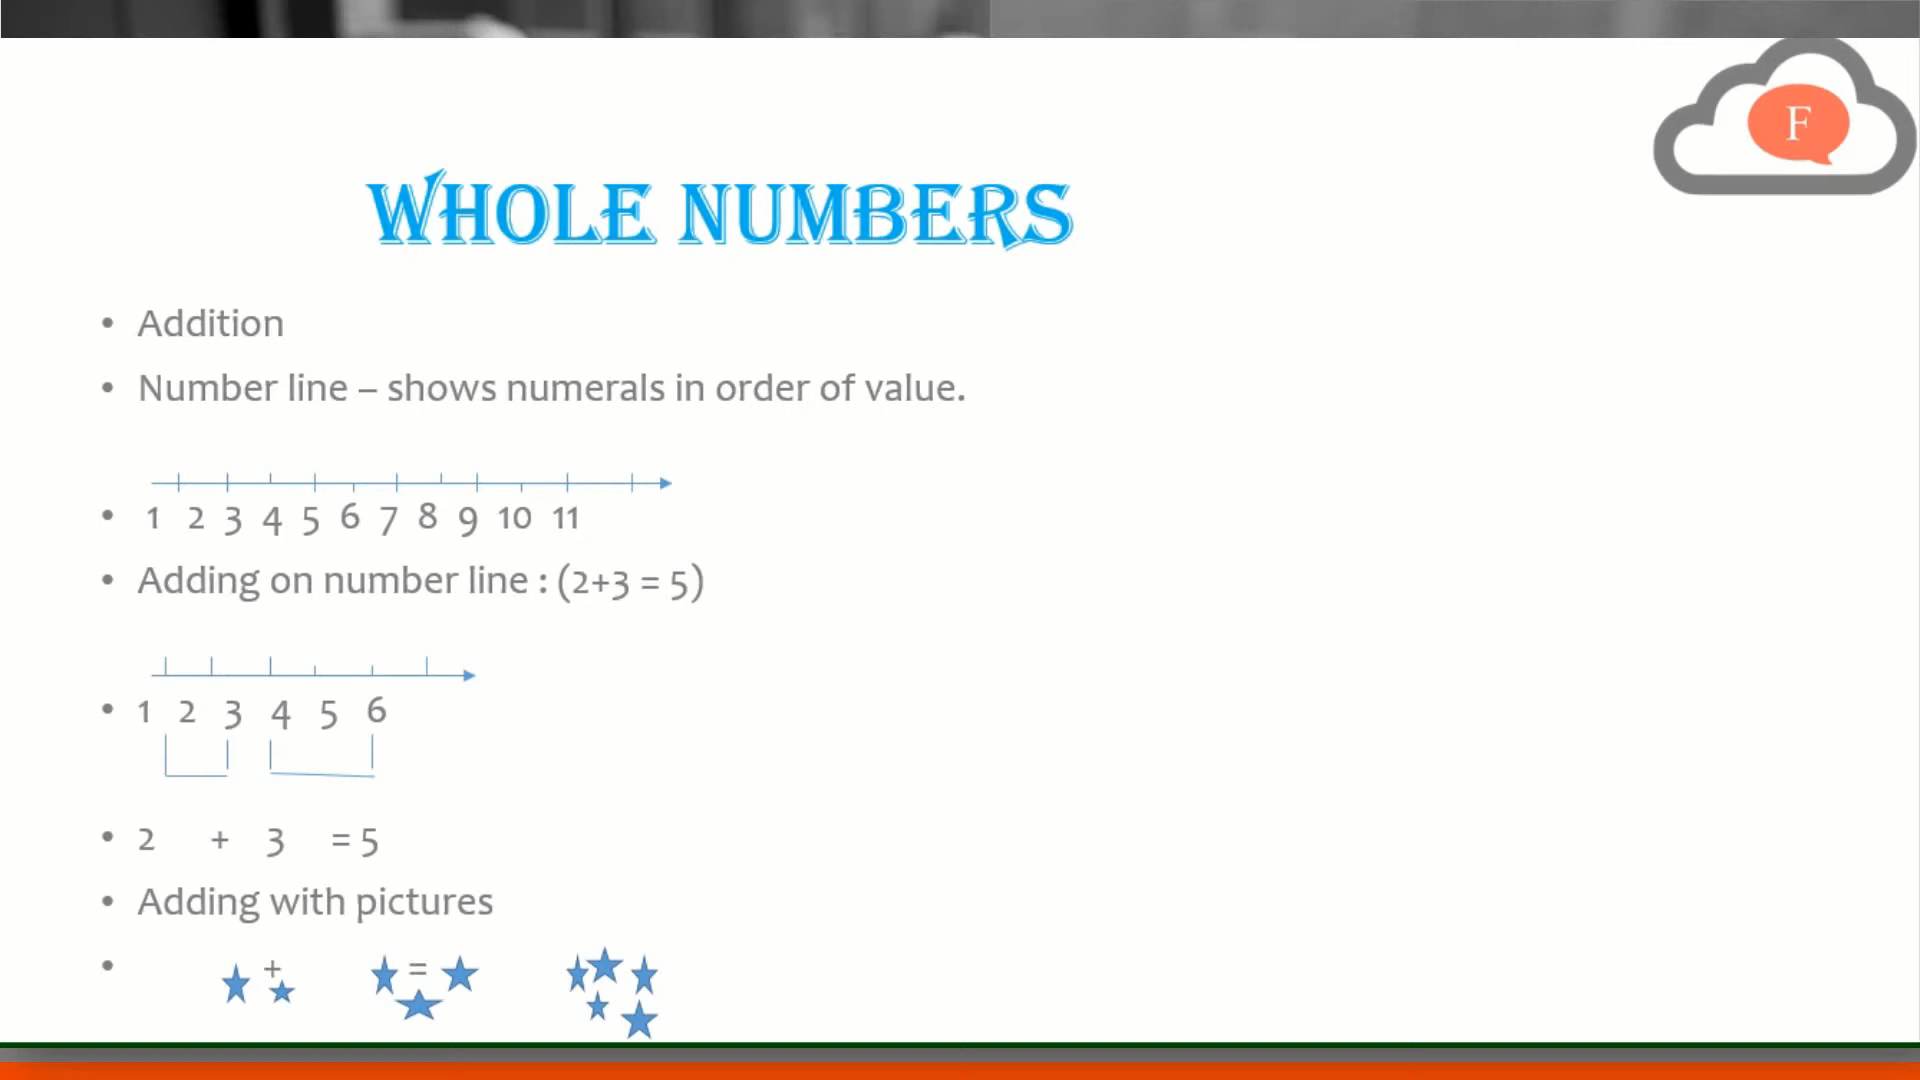 F
WHOLE NUMBERS
• Addition
• Number line – shows numerals in order of value.
• 1 2 3 4 5 6 7 8 9 10 11
• Adding on number line : (2+3 = 5)
• 1 2 3 4 5 6
• 2 + 3 = 5
• Adding with pictures
• + =